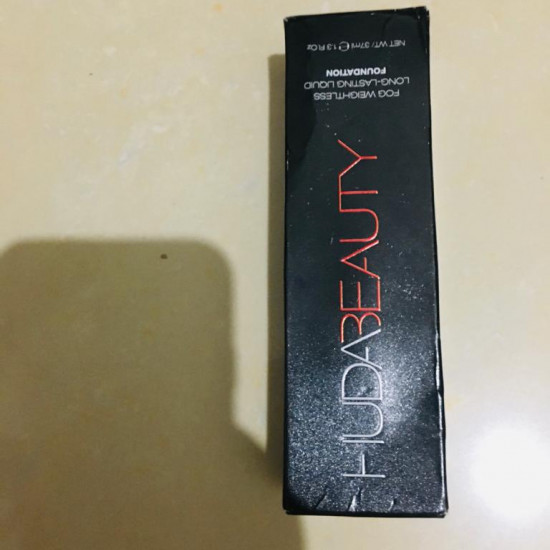 HUDABEAUTY
FOG WEIGHTLESS
LONG-LASTING LIQUID
FOUNDATION
NET WT/ 37ml ℮ 1.3 Fl.Oz